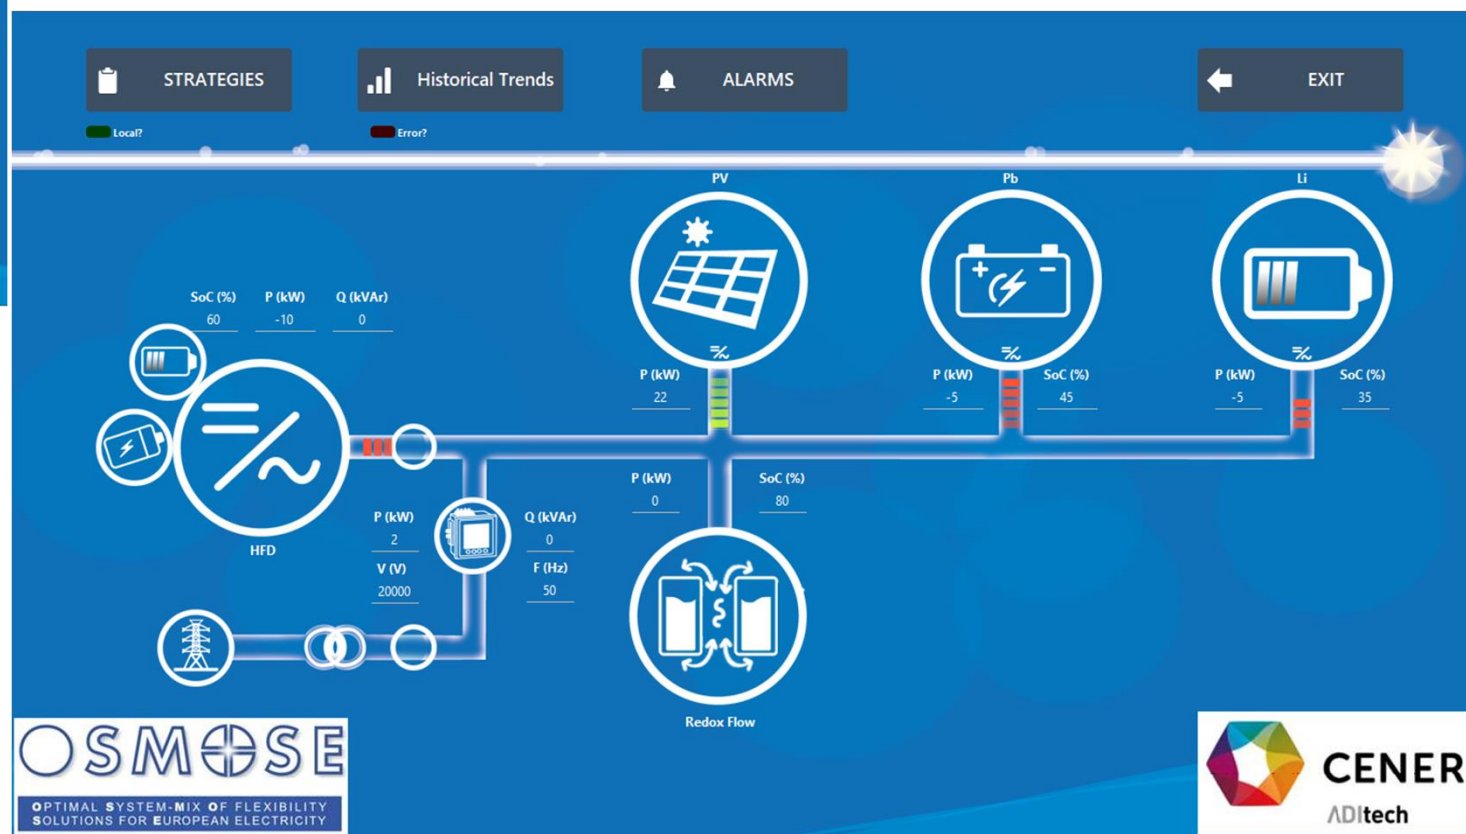 STRATEGIES
Historical Trends
ALARMS
EXIT
Local?
Error?
PV
Pb
Li
SoC (%) P (kW) Q (kVAr)
60 -10 0
P (kW)
22
P (kW) SoC (%)
-5 45
P (kW) SoC (%)
-5 35
P (kW) SoC (%)
0 80
HFD
P (kW) Q (kVAr)
2 0
V (V) F (Hz)
20000 50
Redox Flow
OSMOSE
OPTIMAL SYSTEM-MIX OF FLEXIBILITY
SOLUTIONS FOR EUROPEAN ELECTRICITY
CENER
ADItech